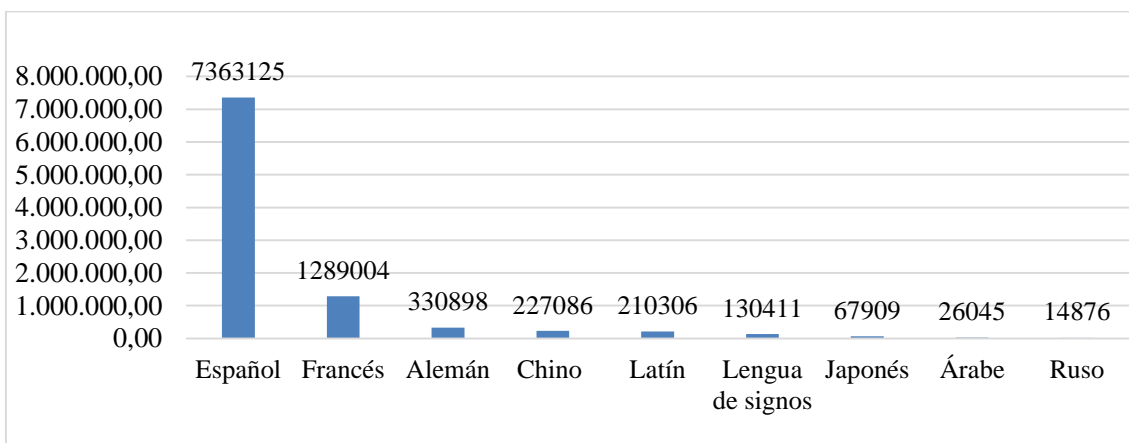 8.000.000,00
7.000.000,00
6.000.000,00
5.000.000,00
4.000.000,00
3.000.000,00
2.000.000,00
1.000.000,00
0,00
7363125
1289004
330898
227086
210306
130411
67909
26045
14876
Español
Francés
Alemán
Chino
Latín
Lengua
de signos
Japonés
Árabe
Ruso